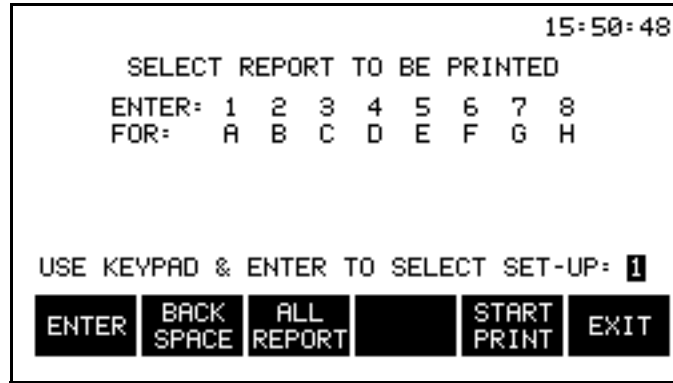 15:50:48
SELECT REPORT TO BE PRINTED
ENTER: 1 2 3 4 5 6 7 8
FOR: A B C D E F G H
USE KEYPAD & ENTER TO SELECT SET-UP: 1
ENTER BACK SPACE ALL REPORT START PRINT EXIT